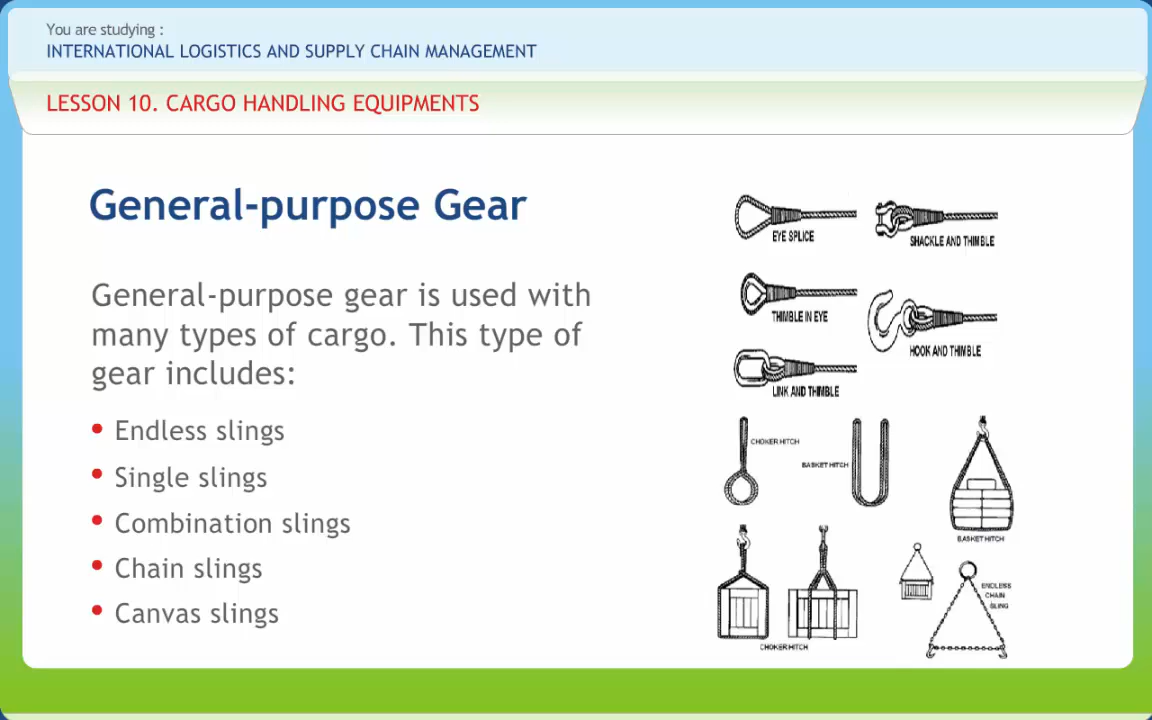 You are studying :
INTERNATIONAL LOGISTICS AND SUPPLY CHAIN MANAGEMENT
LESSON 10. CARGO HANDLING EQUIPMENTS
General-purpose Gear
General-purpose gear is used with
many types of cargo. This type of
gear includes:
• Endless slings
• Single slings
• Combination slings
• Chain slings
• Canvas slings
EYE SPLICE
SHACKLE AND THIMBLE
THIMBLE IN EYE
HOOK AND THIMBLE
LINK AND THIMBLE
CHOKER HITCH
BASKET HITCH
BASKET HITCH
ENDLESS
CHAIN
SLING
CHOKER HITCH